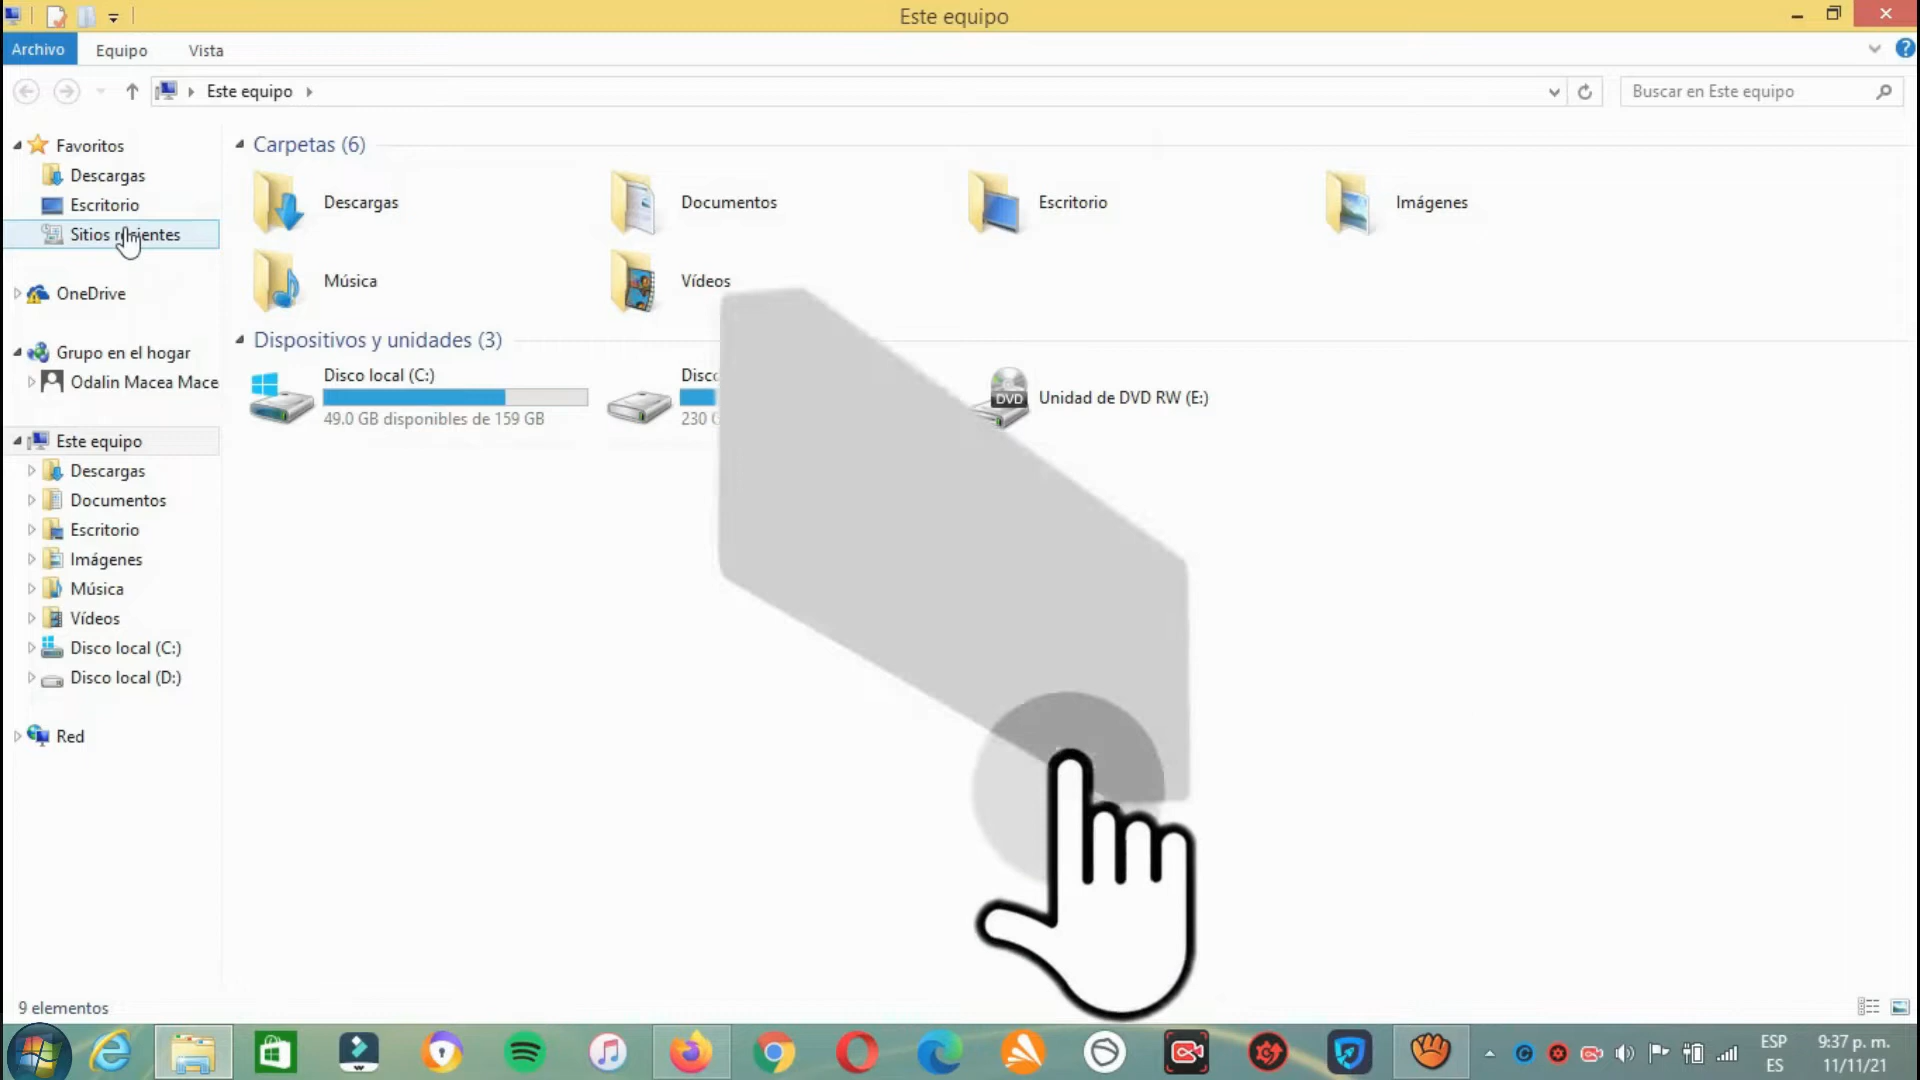 Este equipo
Archivo
Equipo
Vista
Este equipo
Buscar en Este equipo
Favoritos
Descargas
Escritorio
Sitios
OneDrive
Grupo en el hogar
Odalin Macea Mace
Este equipo
Descargas
Documentos
Escritorio
Imágenes
Música
Vídeos
Disco local (C:)
Disco local (D:)
Red
Carpetas (6)
Descargas
Documentos
Escritorio
Imágenes
Música
Vídeos
Dispositivos y unidades (3)
Disco local (C:)
49.0 GB disponibles de 159 GB
230
DVD
Unidad de DVD RW (E:)
9 elementos
ESP
ES
9:37 p. m.
11/11/21